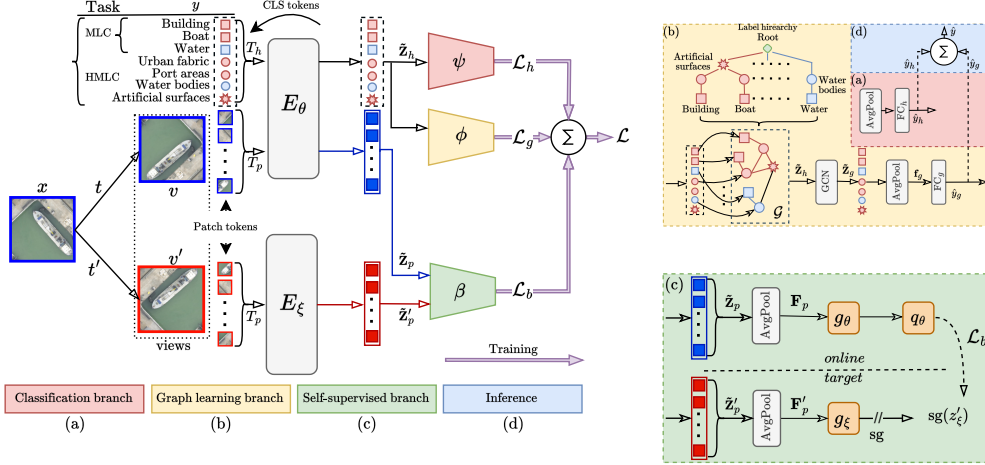 Task
y
CLS tokens
MLC
HMLC
Building
Boat
Water
Urban fabric
Port areas
Water bodies
Artificial surfaces
T_h
T_p
E_θ
z̃_h
ψ
ℒ_h
ϕ
ℒ_g
Σ
ℒ
x
t
t′
v
v′
views
Patch tokens
T_p
E_ξ
z̃_p
z̃′_p
β
ℒ_b
Training
Classification branch
Graph learning branch
Self-supervised branch
Inference
(a)
(b)
(c)
(d)
(b)
Label hirearchy
Root
Artificial surfaces
Water bodies
Building
Boat
Water
𝒢
z̃_h
GCN
z̃_g
AvgPool
f_g
FC_g
ŷ_g
(d)
ŷ
Σ
ŷ_h
ŷ_g
(a)
AvgPool
FC_h
ŷ_h
(c)
z̃_p
AvgPool
F_p
g_θ
q_θ
ℒ_b
online
target
z̃′_p
AvgPool
F′_p
g_ξ
//
sg
sg(z′_ξ)